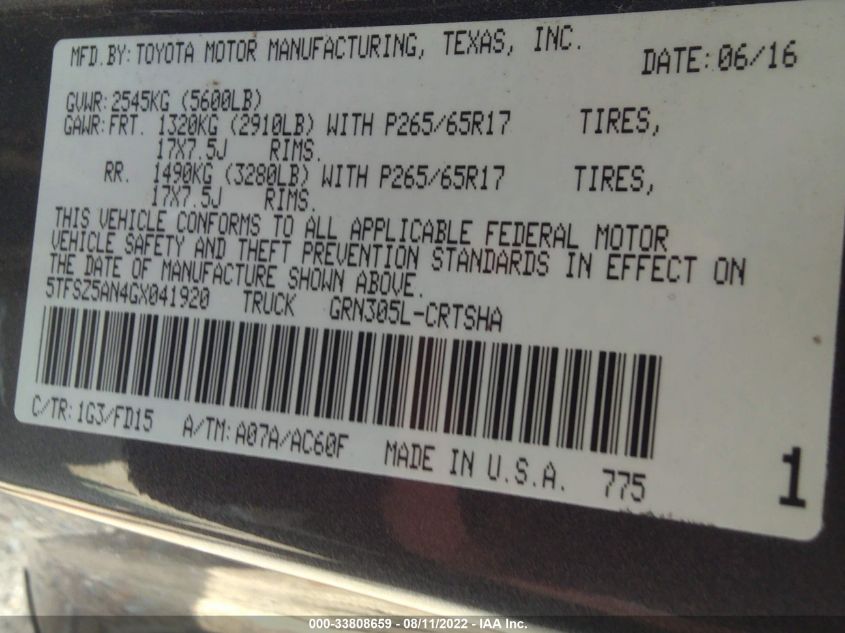 MFD.BY:TOYOTA MOTOR MANUFACTURING, TEXAS, INC.
DATE:06/16
GVWR:2545KG (5600LB)
GAWR:FRT. 1320KG (2910LB) WITH P265/65R17 TIRES,
17X7.5J RIMS.
RR. 1490KG (3280LB) WITH P265/65R17 TIRES,
17X7.5J RIMS.
THIS VEHICLE CONFORMS TO ALL APPLICABLE FEDERAL MOTOR
VEHICLE SAFETY AND THEFT PREVENTION STANDARDS IN EFFECT ON
THE DATE OF MANUFACTURE SHOWN ABOVE.
5TFSZ5AN4GX041920 TRUCK GRN305L-CRTSHA
C/TR:1G3/FD15 A/TM:A07A/AC60F MADE IN U.S.A. 775
1
000-33808659 - 08/11/2022 - IAA Inc.